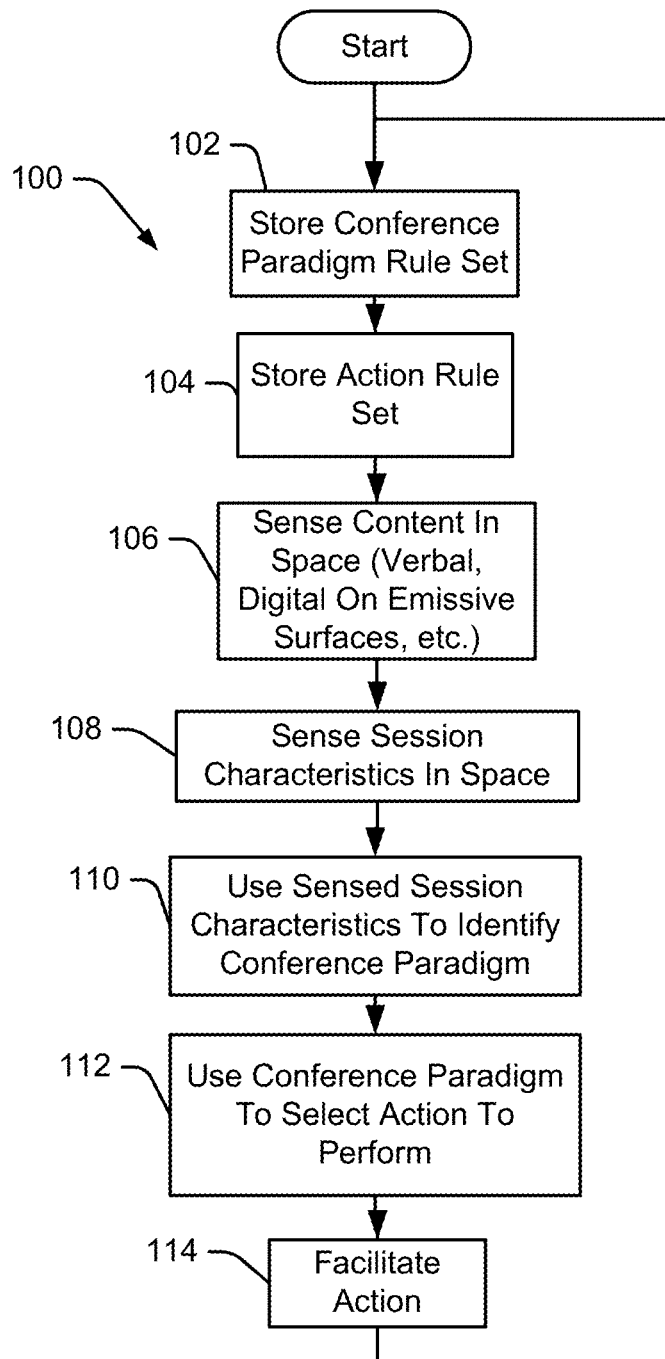 Start
100
102
Store Conference
Paradigm Rule Set
104
Store Action Rule
Set
106
Sense Content In
Space (Verbal,
Digital On Emissive
Surfaces, etc.)
108
Sense Session
Characteristics In Space
110
Use Sensed Session
Characteristics To Identify
Conference Paradigm
112
Use Conference Paradigm
To Select Action To
Perform
114
Facilitate
Action